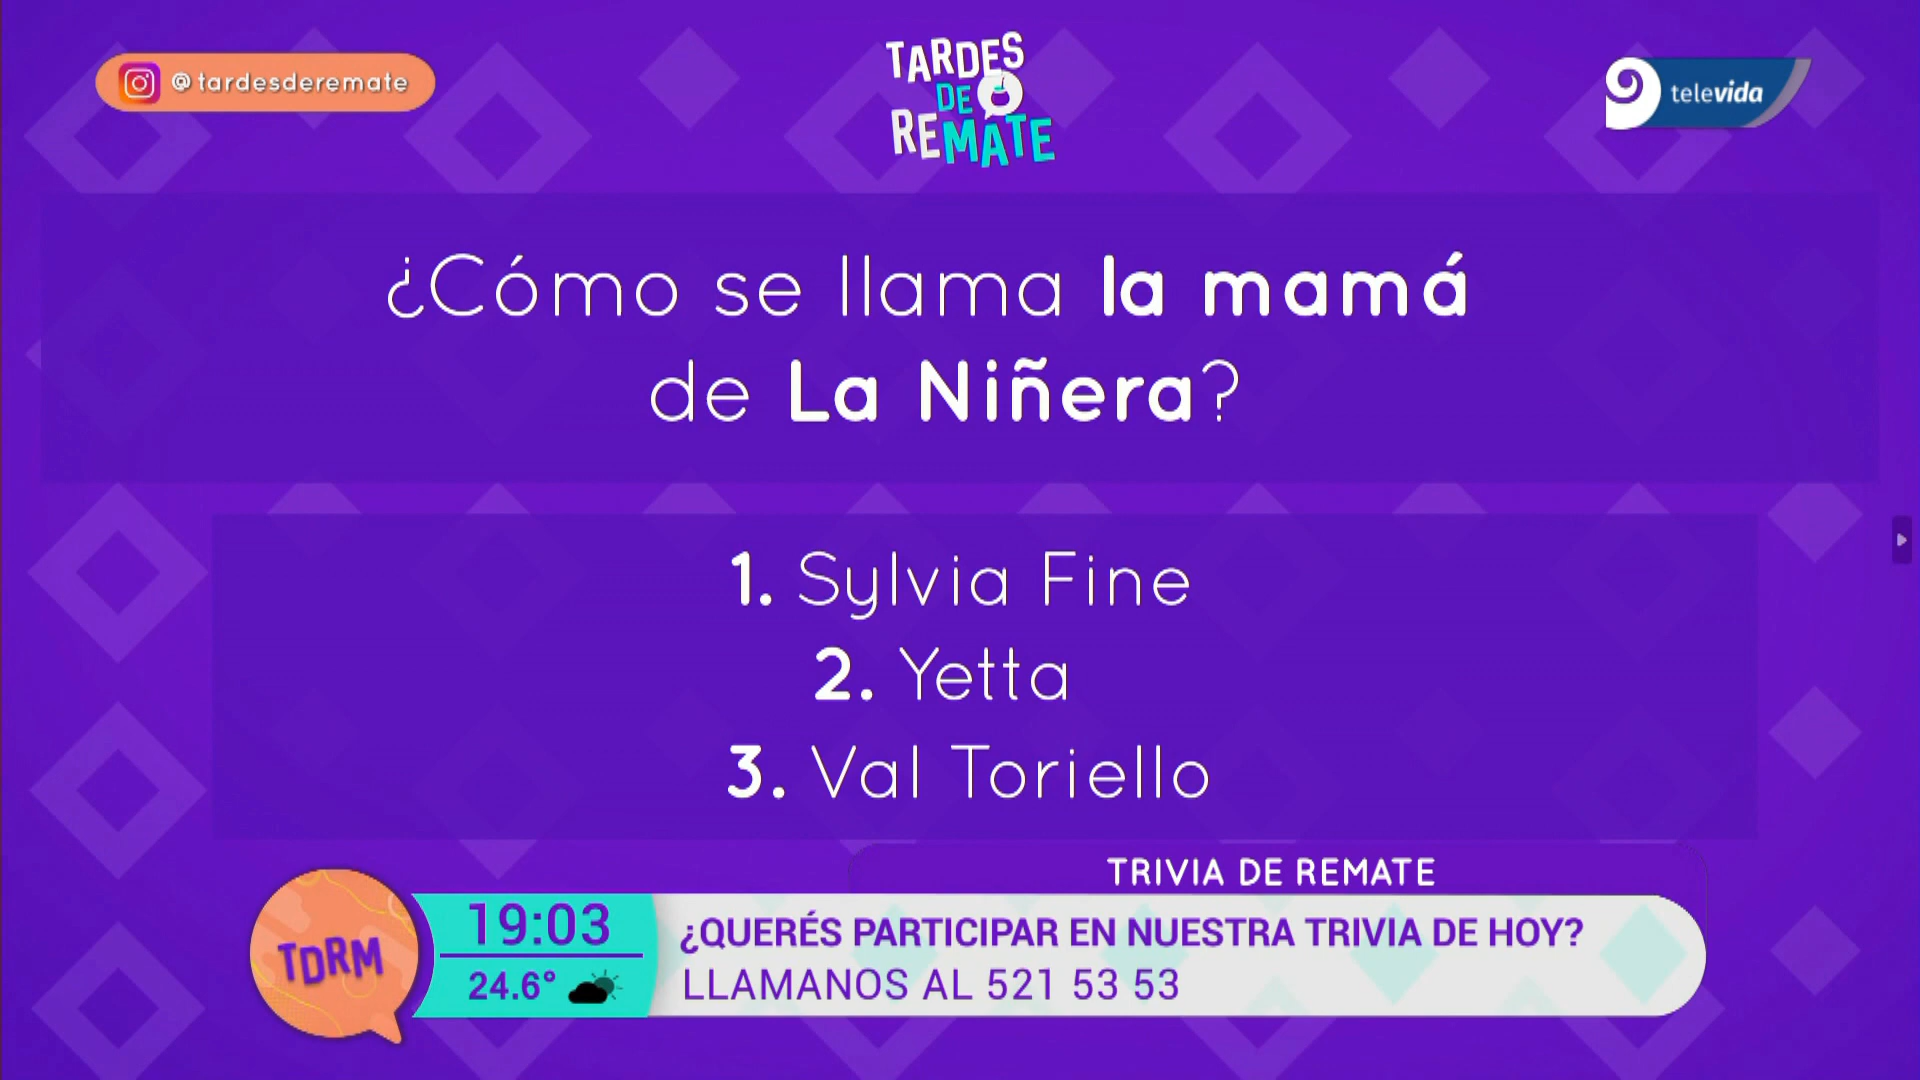 @tardesderemate
TARDES
DE
REMATE
televida
¿Cómo se llama la mamá
de La Niñera?
1. Sylvia Fine
2. Yetta
3. Val Toriello
TRIVIA DE REMATE
TDRM
19:03
24.6°
¿QUERÉS PARTICIPAR EN NUESTRA TRIVIA DE HOY?
LLAMANOS AL 521 53 53